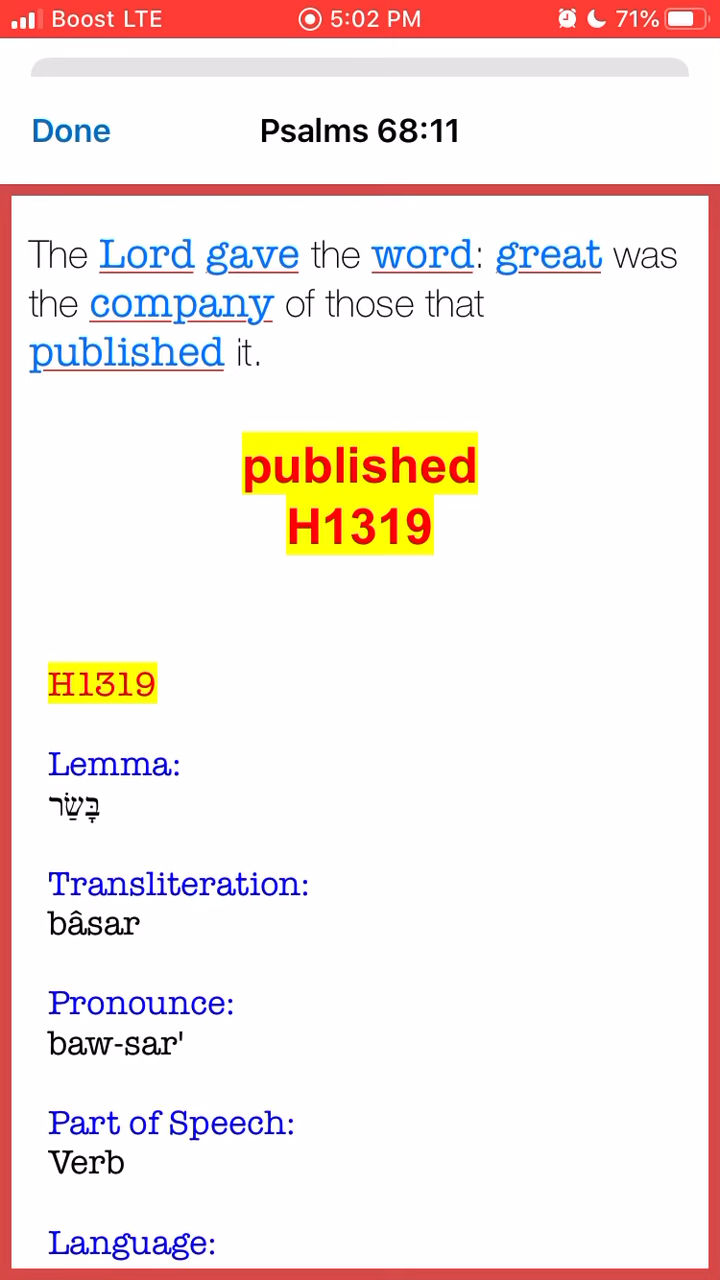 Boost LTE 5:02 PM 71%
Done Psalms 68:11
The Lord gave the word: great was
the company of those that
published it.
published
H1319
H1319
Lemma:
בָּשַׂר
Transliteration:
bâsar
Pronounce:
baw-sar'
Part of Speech:
Verb
Language: